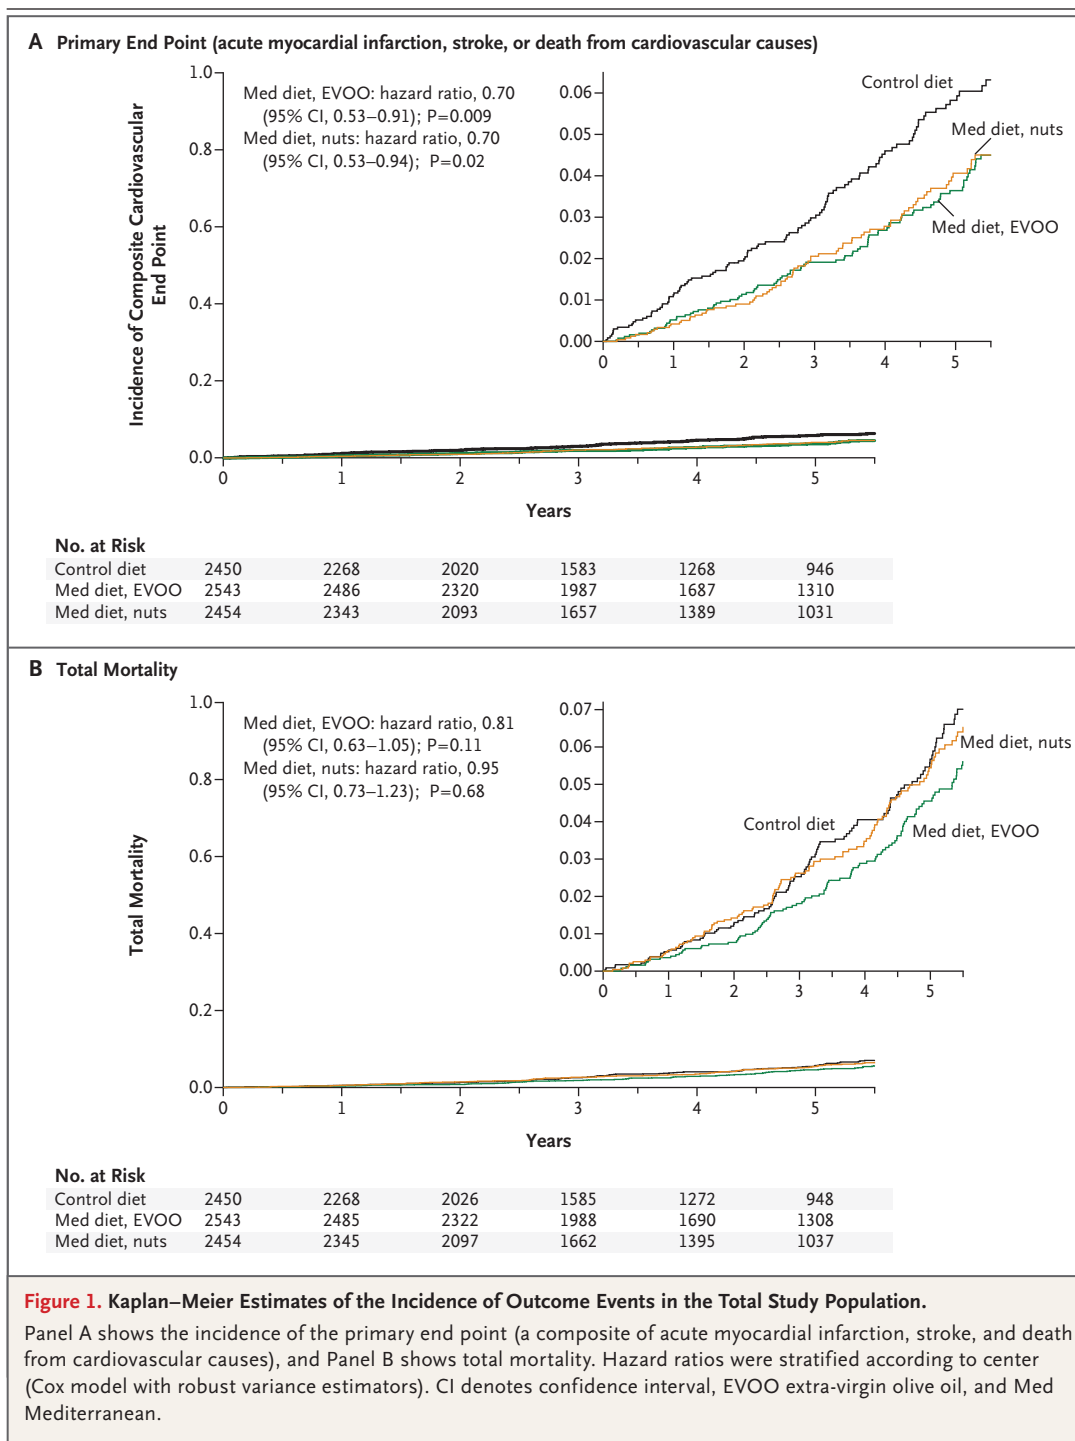 A Primary End Point (acute myocardial infarction, stroke, or death from cardiovascular causes)
Incidence of Composite Cardiovascular
End Point
1.0
0.8
0.6
0.4
0.2
0.0
Med diet, EVOO: hazard ratio, 0.70
(95% CI, 0.53–0.91); P=0.009
Med diet, nuts: hazard ratio, 0.70
(95% CI, 0.53–0.94); P=0.02
0.06
0.05
0.04
0.03
0.02
0.01
0.00
Control diet
Med diet, nuts
Med diet, EVOO
0 1 2 3 4 5
0 1 2 3 4 5
Years
No. at Risk
Control diet 2450 2268 2020 1583 1268 946
Med diet, EVOO 2543 2486 2320 1987 1687 1310
Med diet, nuts 2454 2343 2093 1657 1389 1031
B Total Mortality
Total Mortality
1.0
0.8
0.6
0.4
0.2
0.0
Med diet, EVOO: hazard ratio, 0.81
(95% CI, 0.63–1.05); P=0.11
Med diet, nuts: hazard ratio, 0.95
(95% CI, 0.73–1.23); P=0.68
0.07
0.06
0.05
0.04
0.03
0.02
0.01
0.00
Med diet, nuts
Control diet
Med diet, EVOO
0 1 2 3 4 5
0 1 2 3 4 5
Years
No. at Risk
Control diet 2450 2268 2026 1585 1272 948
Med diet, EVOO 2543 2485 2322 1988 1690 1308
Med diet, nuts 2454 2345 2097 1662 1395 1037
Figure 1. Kaplan–Meier Estimates of the Incidence of Outcome Events in the Total Study Population.
Panel A shows the incidence of the primary end point (a composite of acute myocardial infarction, stroke, and death
from cardiovascular causes), and Panel B shows total mortality. Hazard ratios were stratified according to center
(Cox model with robust variance estimators). CI denotes confidence interval, EVOO extra-virgin olive oil, and Med
Mediterranean.